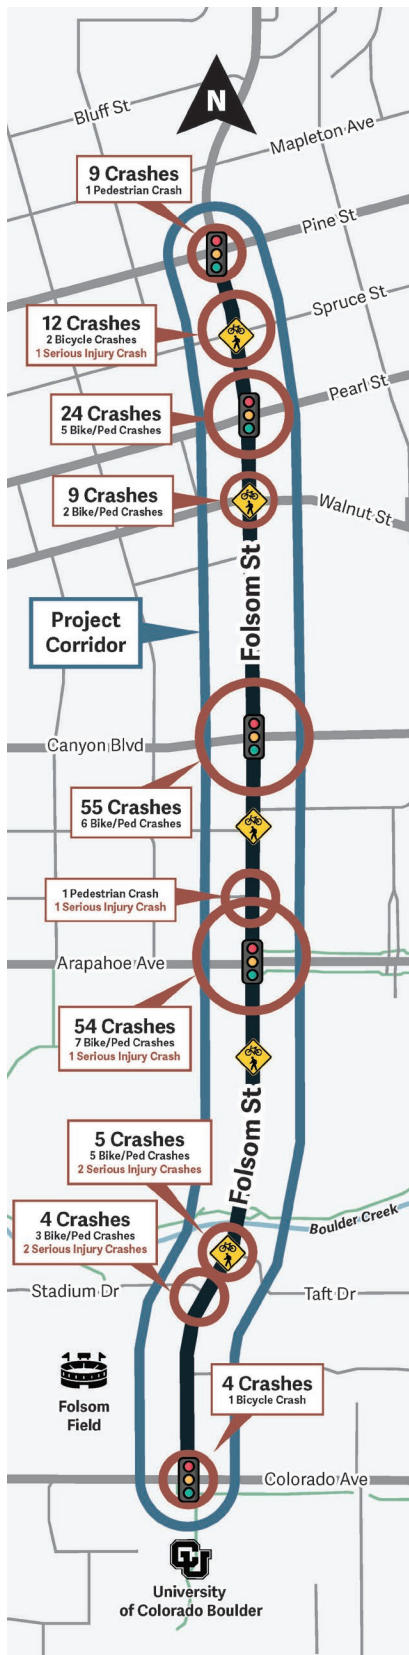 Bluff St
N
Mapleton Ave
9 Crashes
1 Pedestrian Crash
Pine St
Spruce St
12 Crashes
2 Bicycle Crashes
1 Serious Injury Crash
Pearl St
24 Crashes
5 Bike/Ped Crashes
9 Crashes
2 Bike/Ped Crashes
Walnut St
Folsom St
Project
Corridor
Canyon Blvd
55 Crashes
6 Bike/Ped Crashes
1 Pedestrian Crash
1 Serious Injury Crash
Arapahoe Ave
54 Crashes
7 Bike/Ped Crashes
1 Serious Injury Crash
Folsom St
5 Crashes
5 Bike/Ped Crashes
2 Serious Injury Crashes
4 Crashes
3 Bike/Ped Crashes
2 Serious Injury Crashes
Boulder Creek
Stadium Dr
Taft Dr
4 Crashes
1 Bicycle Crash
Folsom
Field
Colorado Ave
CU
University
of Colorado Boulder